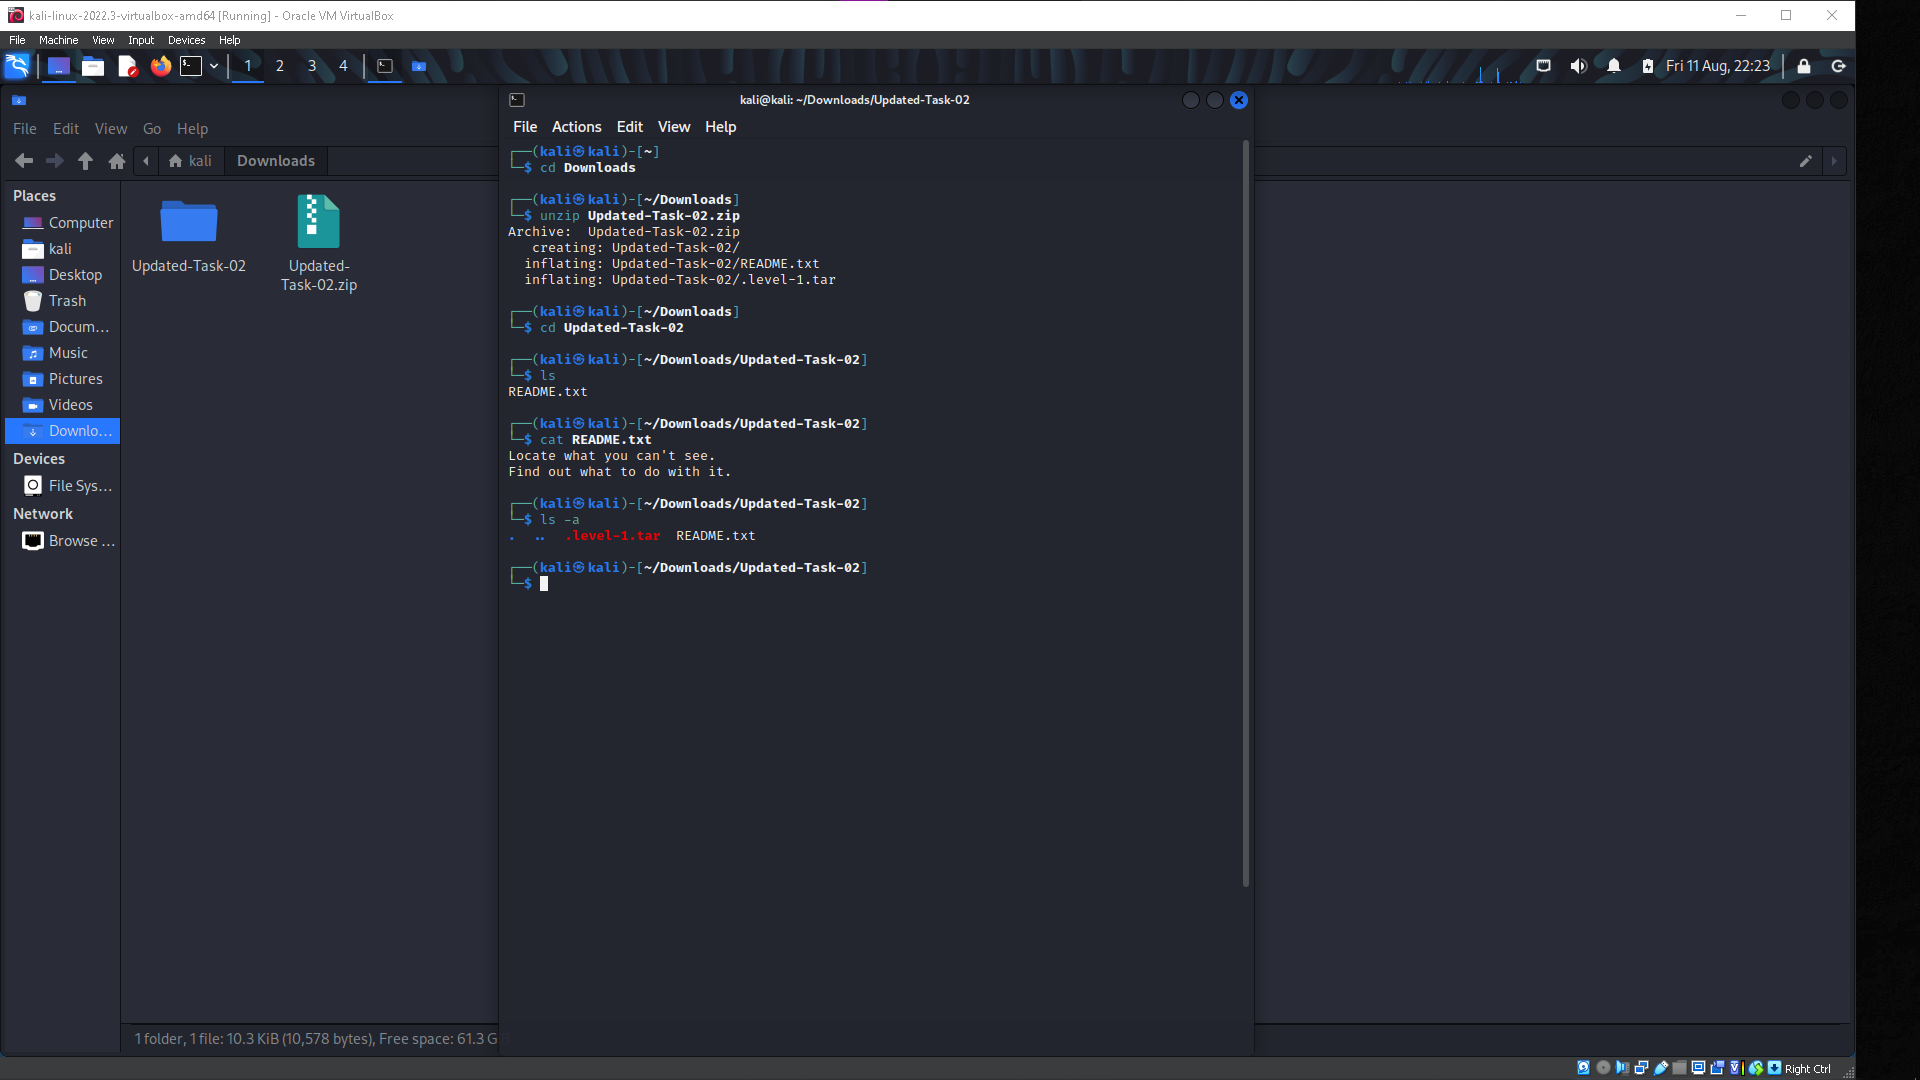 kali-linux-2022.3-virtualbox-amd64 [Running] - Oracle VM VirtualBox
File Machine View Input Devices Help
1 2 3 4
Fri 11 Aug, 22:23
File Edit View Go Help
kali Downloads
Places
Computer
kali
Desktop
Trash
Docum...
Music
Pictures
Videos
Downlo...
Devices
File Sys...
Network
Browse ...
Updated-Task-02
Updated-
Task-02.zip
1 folder, 1 file: 10.3 KiB (10,578 bytes), Free space: 61.3 G
kali@kali: ~/Downloads/Updated-Task-02
File Actions Edit View Help
┌──(kali㉿kali)-[~]
└─$ cd Downloads
┌──(kali㉿kali)-[~/Downloads]
└─$ unzip Updated-Task-02.zip
Archive:  Updated-Task-02.zip
creating: Updated-Task-02/
inflating: Updated-Task-02/README.txt
inflating: Updated-Task-02/.level-1.tar
┌──(kali㉿kali)-[~/Downloads]
└─$ cd Updated-Task-02
┌──(kali㉿kali)-[~/Downloads/Updated-Task-02]
└─$ ls
README.txt
┌──(kali㉿kali)-[~/Downloads/Updated-Task-02]
└─$ cat README.txt
Locate what you can't see.
Find out what to do with it.
┌──(kali㉿kali)-[~/Downloads/Updated-Task-02]
└─$ ls -a
.  ..  .level-1.tar  README.txt
┌──(kali㉿kali)-[~/Downloads/Updated-Task-02]
└─$
Right Ctrl